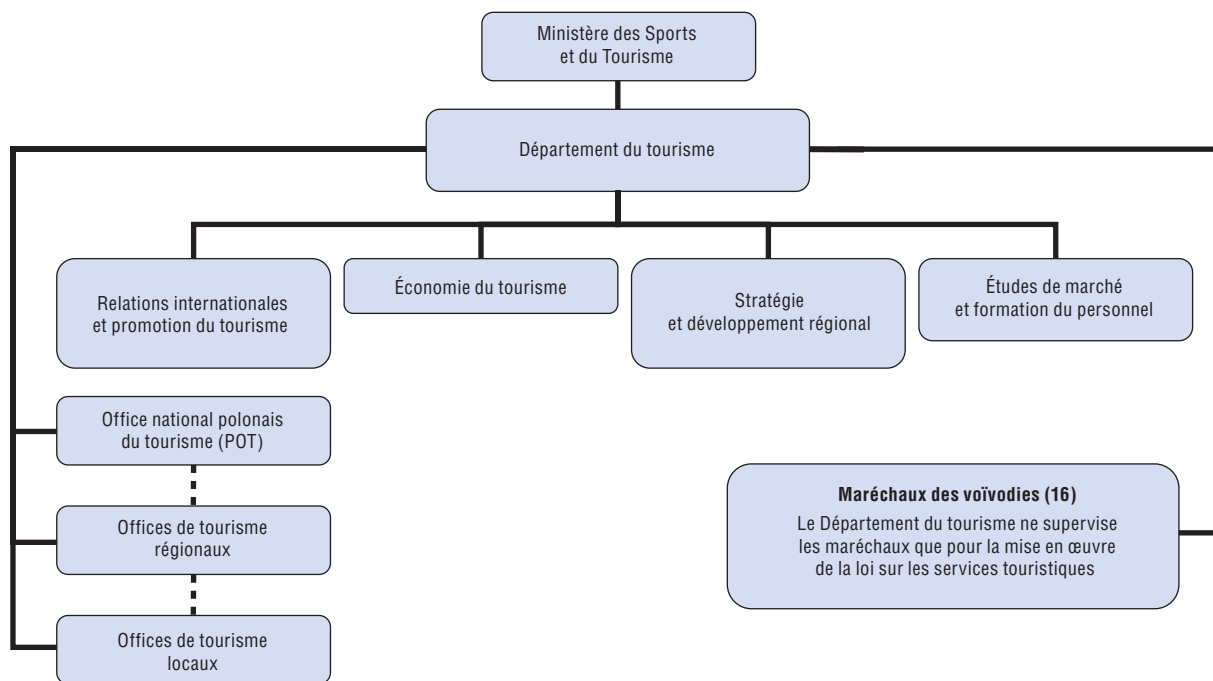 Ministère des Sports
et du Tourisme
Département du tourisme
Relations internationales
et promotion du tourisme
Économie du tourisme
Stratégie
et développement régional
Études de marché
et formation du personnel
Office national polonais
du tourisme (POT)
Offices de tourisme
régionaux
Offices de tourisme
locaux
Maréchaux des voïvodies (16)
Le Département du tourisme ne supervise
les maréchaux que pour la mise en œuvre
de la loi sur les services touristiques